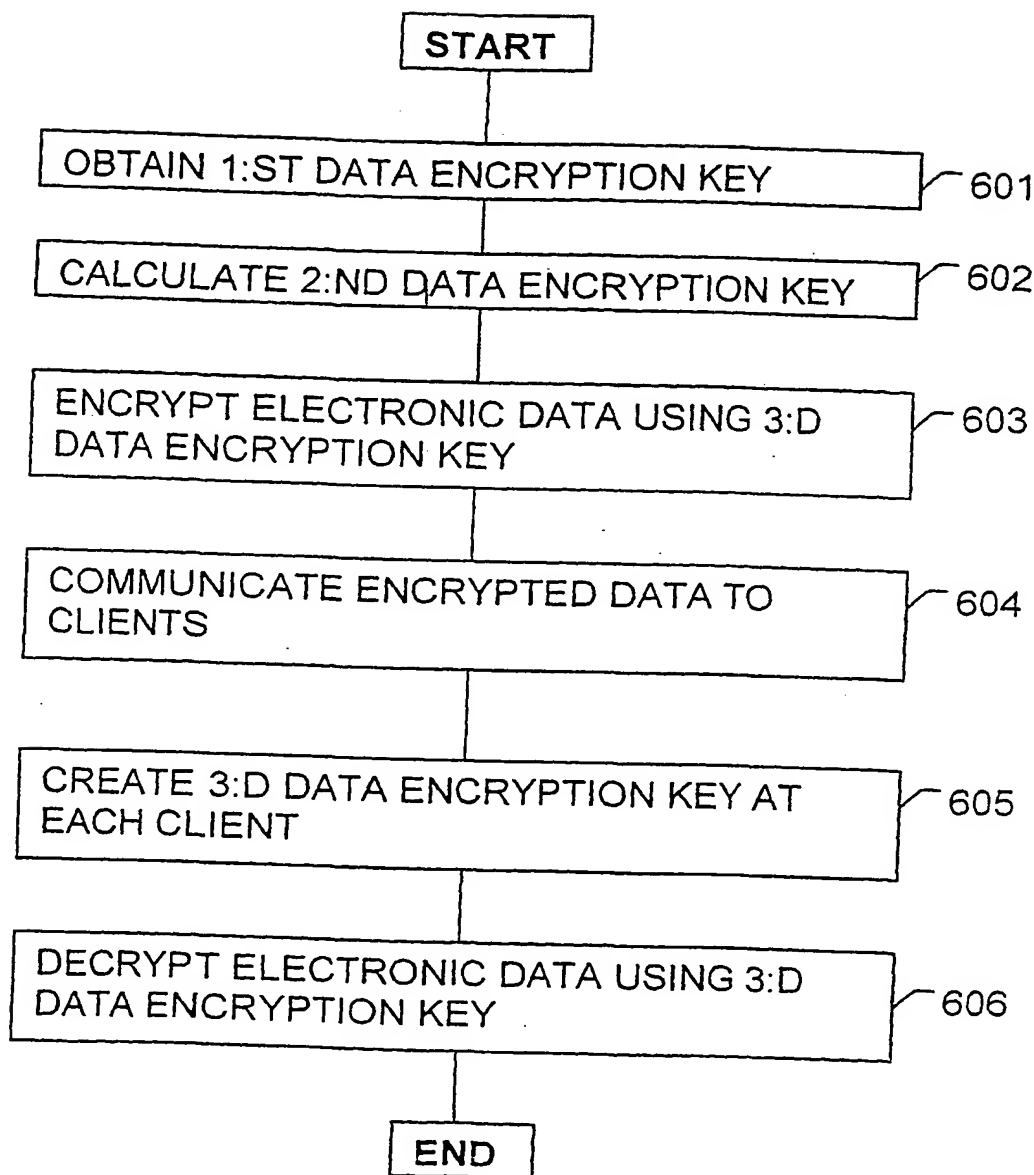 START
OBTAIN 1:ST DATA ENCRYPTION KEY
601
CALCULATE 2:ND DATA ENCRYPTION KEY
602
ENCRYPT ELECTRONIC DATA USING 3:D
DATA ENCRYPTION KEY
603
COMMUNICATE ENCRYPTED DATA TO
CLIENTS
604
CREATE 3:D DATA ENCRYPTION KEY AT
EACH CLIENT
605
DECRYPT ELECTRONIC DATA USING 3:D
DATA ENCRYPTION KEY
606
END